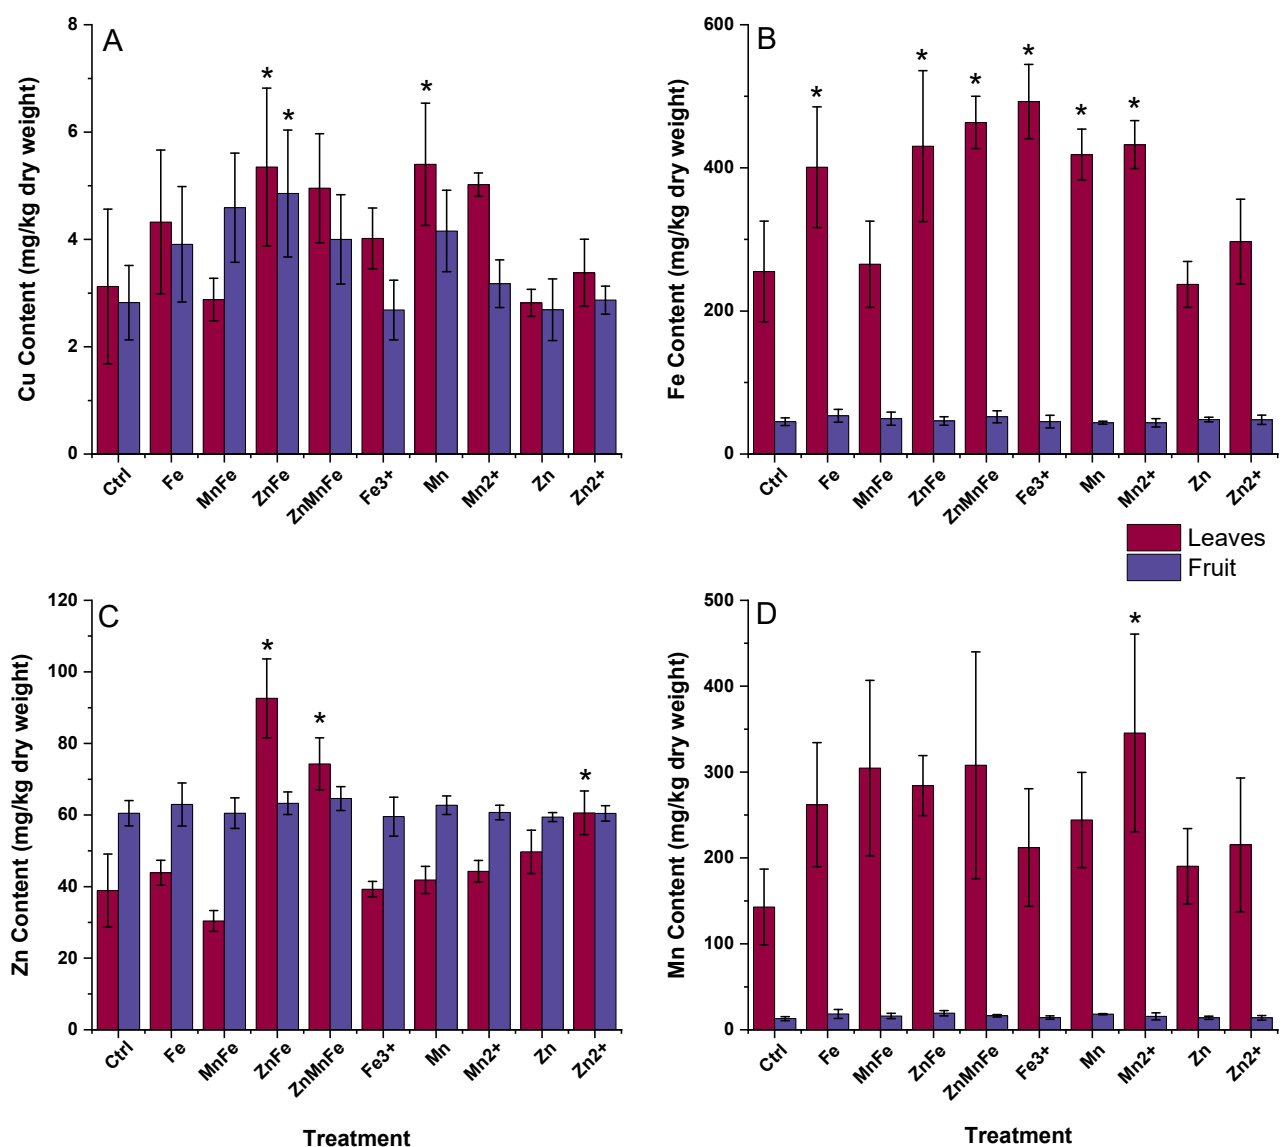 A
Cu Content (mg/kg dry weight)
8
6
4
2
0
* * *
Ctrl Fe MnFe ZnFe ZnMnFe Fe3+ Mn Mn2+ Zn Zn2+
B
Fe Content (mg/kg dry weight)
600
400
200
0
* * * * * *
Ctrl Fe MnFe ZnFe ZnMnFe Fe3+ Mn Mn2+ Zn Zn2+
Leaves
Fruit
C
Zn Content (mg/kg dry weight)
120
100
80
60
40
20
0
* * *
Ctrl Fe MnFe ZnFe ZnMnFe Fe3+ Mn Mn2+ Zn Zn2+
Treatment
D
Mn Content (mg/kg dry weight)
500
400
300
200
100
0
*
Ctrl Fe MnFe ZnFe ZnMnFe Fe3+ Mn Mn2+ Zn Zn2+
Treatment